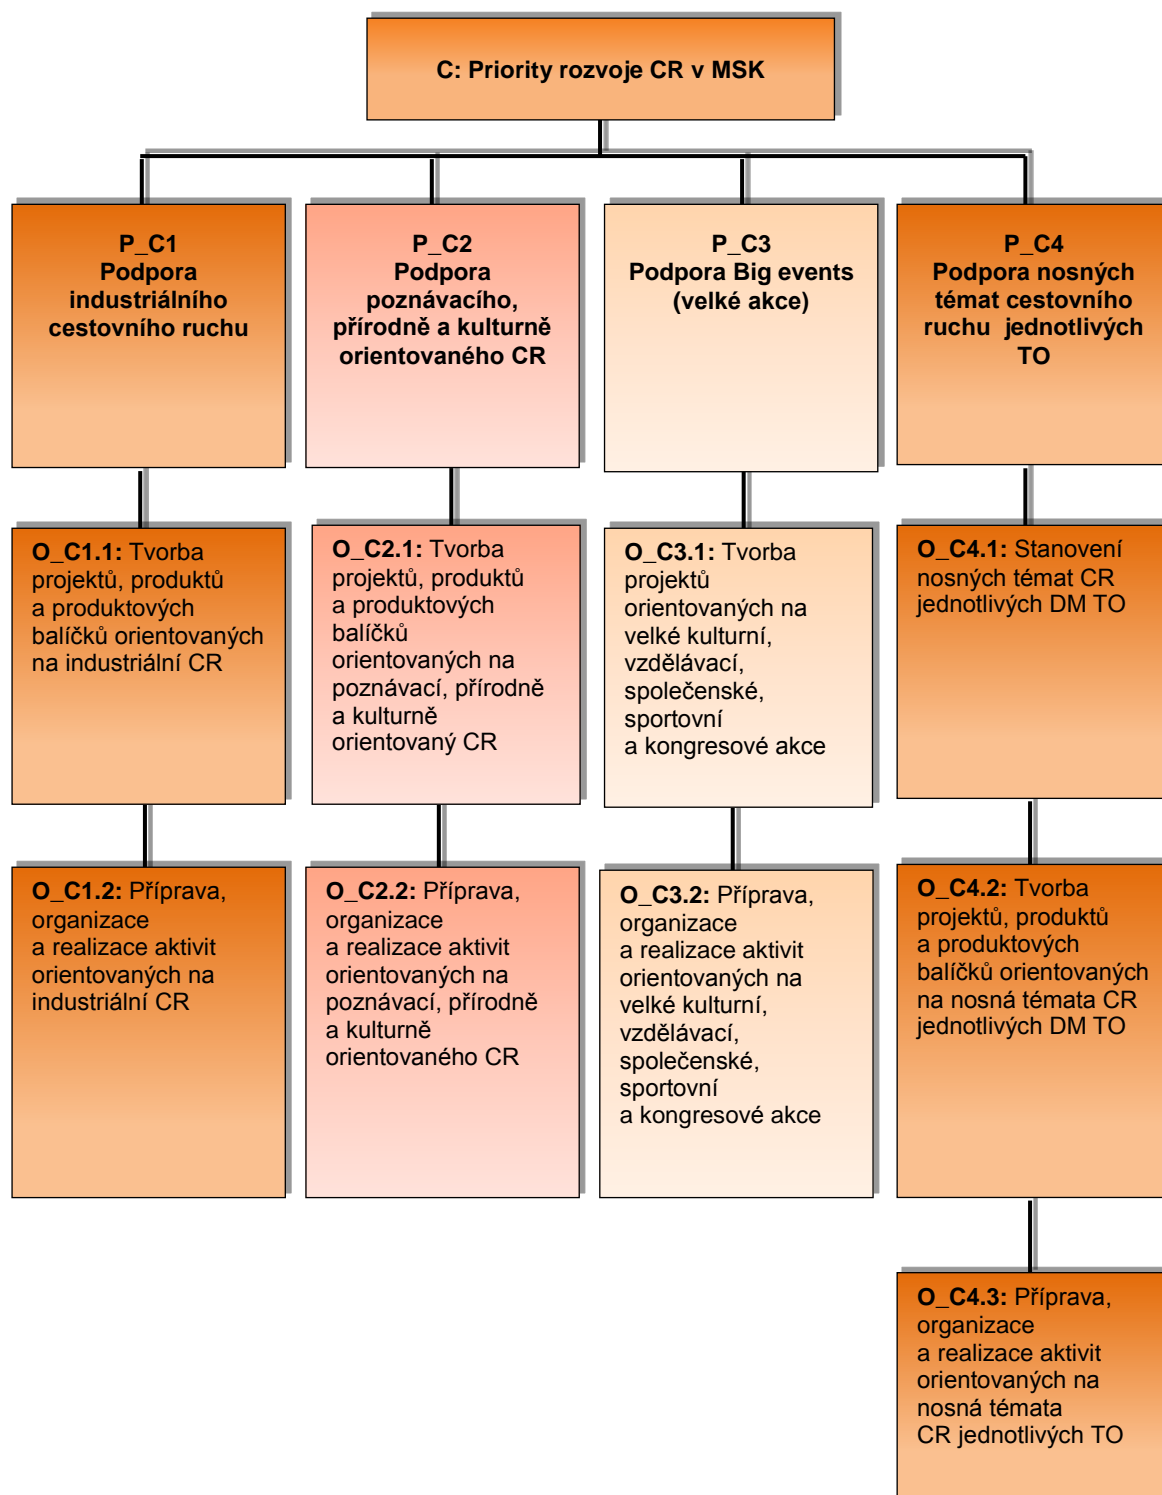 C: Priority rozvoje CR v MSK
P_C1
Podpora
industriálního
cestovního ruchu
P_C2
Podpora
poznávacího,
přírodně a kulturně
orientovaného CR
P_C3
Podpora Big events
(velké akce)
P_C4
Podpora nosných
témat cestovního
ruchu jednotlivých
TO
O_C1.1: Tvorba
projektů, produktů
a produktových
balíčků orientovaných
na industriální CR
O_C2.1: Tvorba
projektů, produktů
a produktových
balíčků
orientovaných na
poznávací, přírodně
a kulturně
orientovaný CR
O_C3.1: Tvorba
projektů
orientovaných na
velké kulturní,
vzdělávací,
společenské,
sportovní
a kongresové akce
O_C4.1: Stanovení
nosných témat CR
jednotlivých DM TO
O_C1.2: Příprava,
organizace
a realizace aktivit
orientovaných na
industriální CR
O_C2.2: Příprava,
organizace
a realizace aktivit
orientovaných na
poznávací, přírodně
a kulturně
orientovaného CR
O_C3.2: Příprava,
organizace
a realizace aktivit
orientovaných na
velké kulturní,
vzdělávací,
společenské,
sportovní
a kongresové akce
O_C4.2: Tvorba
projektů, produktů
a produktových
balíčků orientovaných
na nosná témata CR
jednotlivých DM TO
O_C4.3: Příprava,
organizace
a realizace aktivit
orientovaných na
nosná témata
CR jednotlivých TO